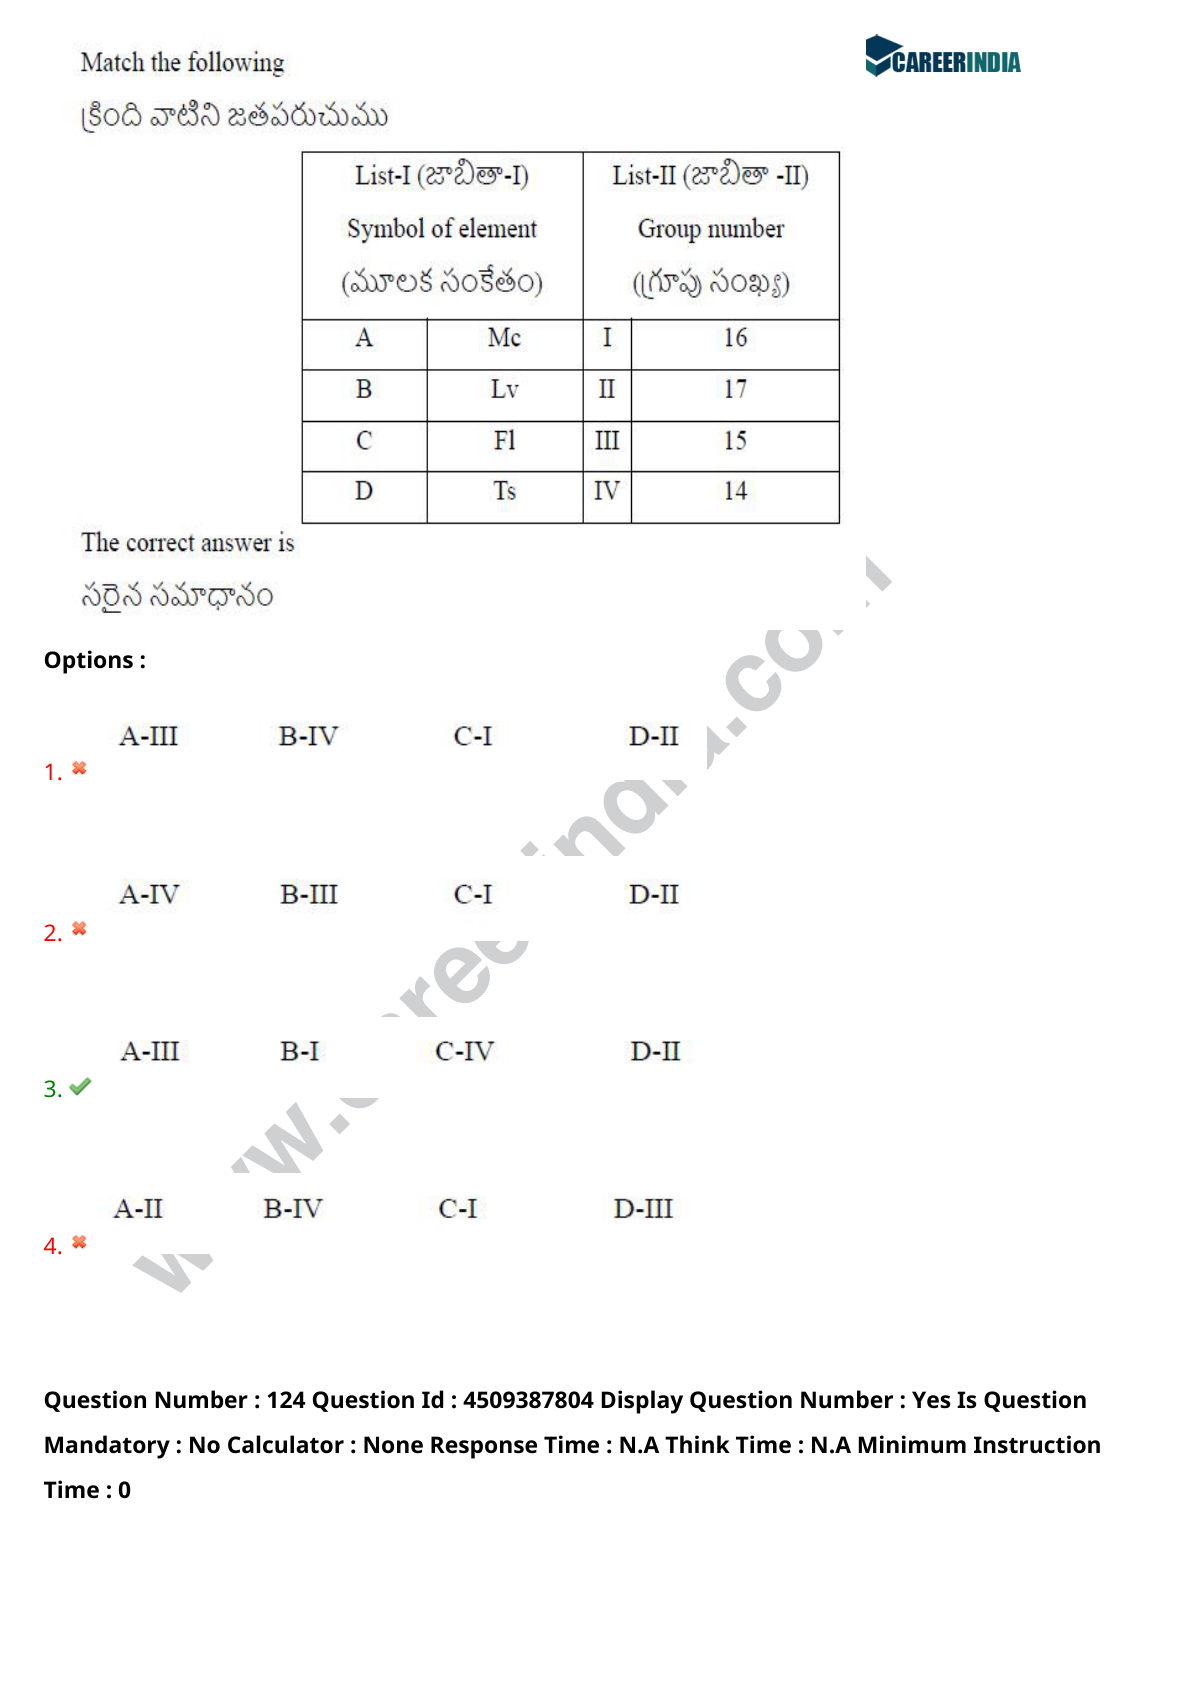 CAREERINDIA
Match the following
క్రింది వాటిని జతపరుచుము
List-I (జాబితా-I) List-II (జాబితా -II)
Symbol of element Group number
(మూలక సంకేతం) (గ్రూపు సంఖ్య)
A Mc I 16
B Lv II 17
C Fl III 15
D Ts IV 14
The correct answer is
సరైన సమాధానం
Options :
A-III B-IV C-I D-II
1.
A-IV B-III C-I D-II
2.
A-III B-I C-IV D-II
3.
A-II B-IV C-I D-III
4.
Question Number : 124 Question Id : 4509387804 Display Question Number : Yes Is Question
Mandatory : No Calculator : None Response Time : N.A Think Time : N.A Minimum Instruction
Time : 0